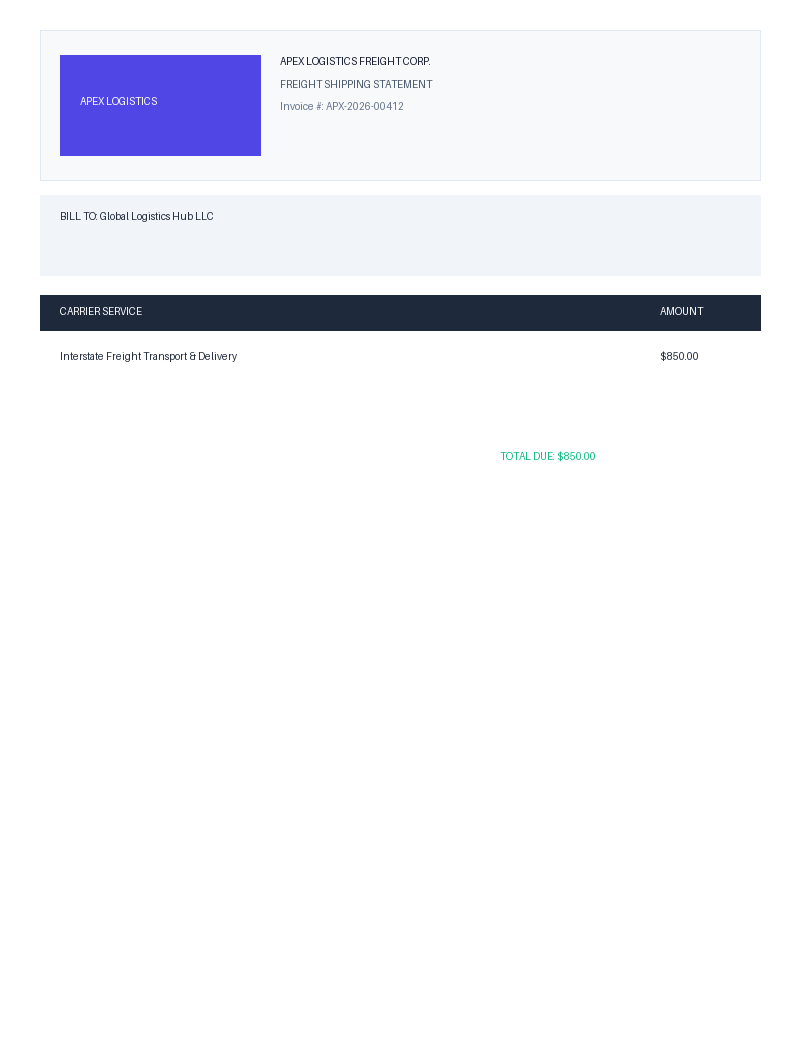 APEX LOGISTICS FREIGHT CORP.
APEX LOGISTICS
FREIGHT SHIPPING STATEMENT
Invoice #: APX-2026-00412
BILL TO: Global Logistics Hub LLC
CARRIER SERVICE AMOUNT
Interstate Freight Transport & Delivery $850.00
TOTAL DUE: $850.00